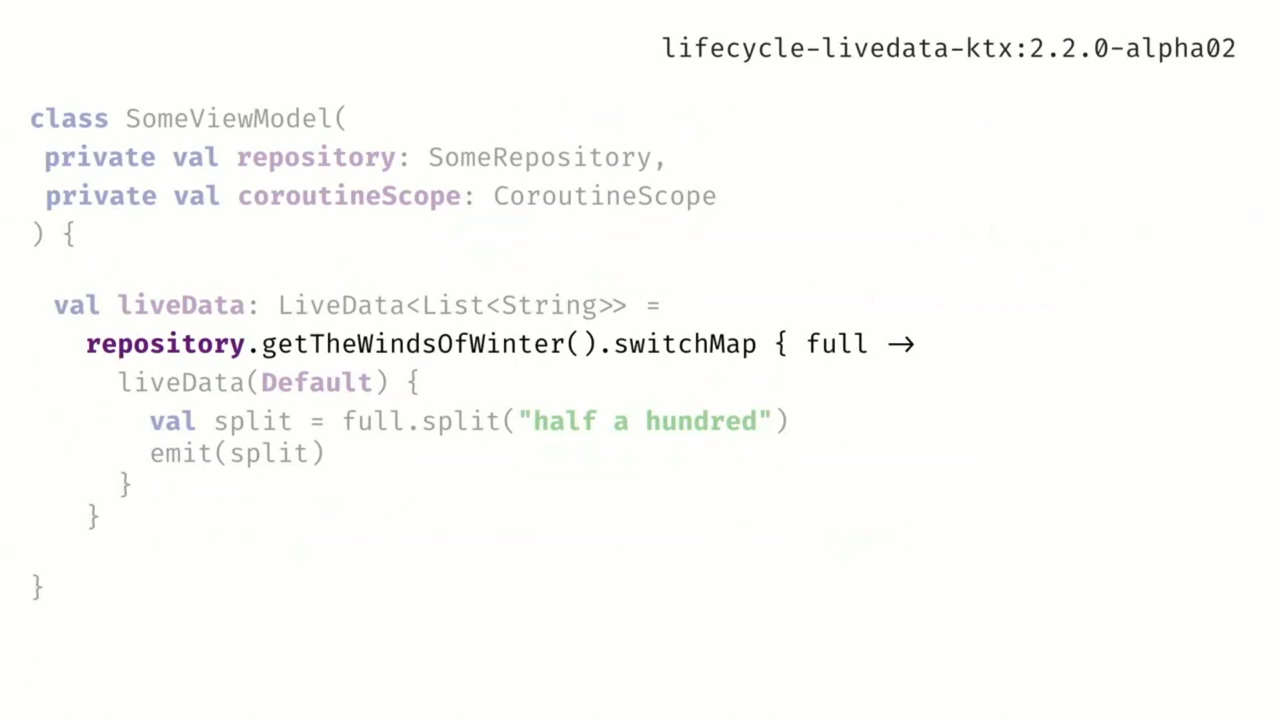 lifecycle-livedata-ktx:2.2.0-alpha02
class SomeViewModel(
private val repository: SomeRepository,
private val coroutineScope: CoroutineScope
) {
val liveData: LiveData<List<String>> =
repository.getTheWindsOfWinter().switchMap { full →
liveData(Default) {
val split = full.split("half a hundred")
emit(split)
}
}
}